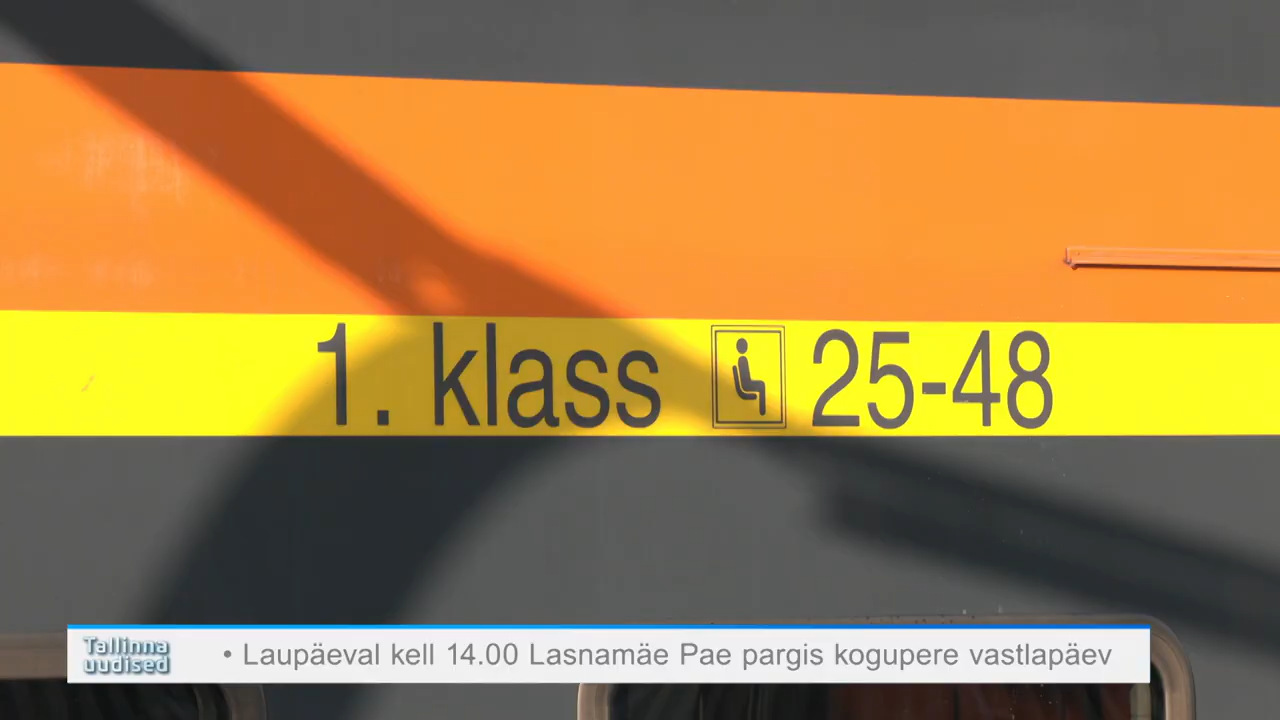 1. klass 25-48
Tallinna
uudised
• Laupäeval kell 14.00 Lasnamäe Pae pargis kogupere vastlapäev